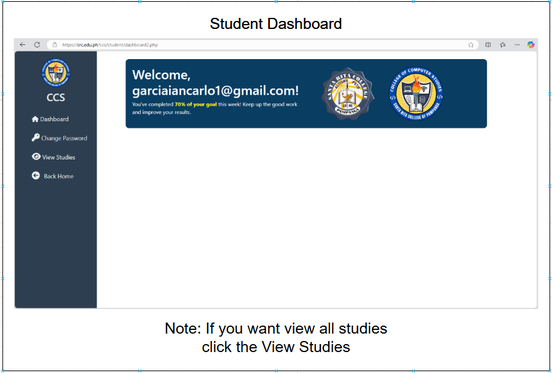 Student Dashboard
https://src.edu.ph/ccs/student/dashboard2.php
CCS
Dashboard
Change Password
View Studies
Back Home
Welcome,
garciaiancarlo1@gmail.com!
You've completed 70% of your goal this week! Keep up the good work
and improve your results.
SANTA RITA COLLEGE
PAMPANGA
COLLEGE OF COMPUTER STUDIES
SANTA RITA COLLEGE OF PAMPANGA
Note: If you want view all studies
click the View Studies